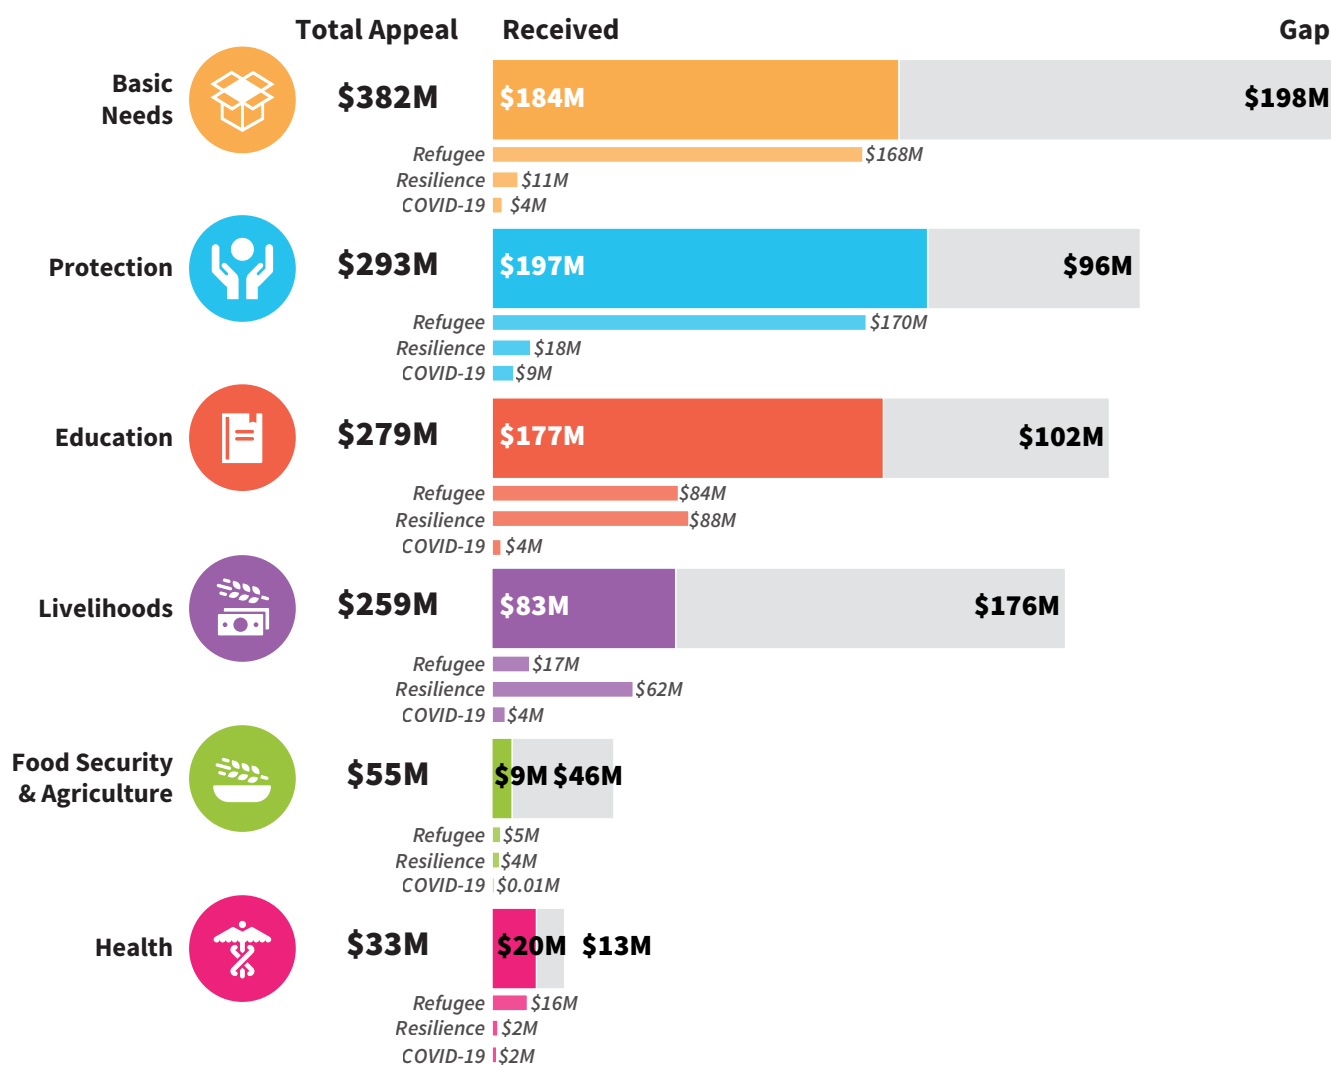 Total Appeal Received Gap
Basic
Needs
$382M $184M $198M
Refugee $168M
Resilience $11M
COVID-19 $4M
Protection $293M $197M $96M
Refugee $170M
Resilience $18M
COVID-19 $9M
Education $279M $177M $102M
Refugee $84M
Resilience $88M
COVID-19 $4M
Livelihoods $259M $83M $176M
Refugee $17M
Resilience $62M
COVID-19 $4M
Food Security
& Agriculture
$55M $9M $46M
Refugee $5M
Resilience $4M
COVID-19 $0.01M
Health $33M $20M $13M
Refugee $16M
Resilience $2M
COVID-19 $2M